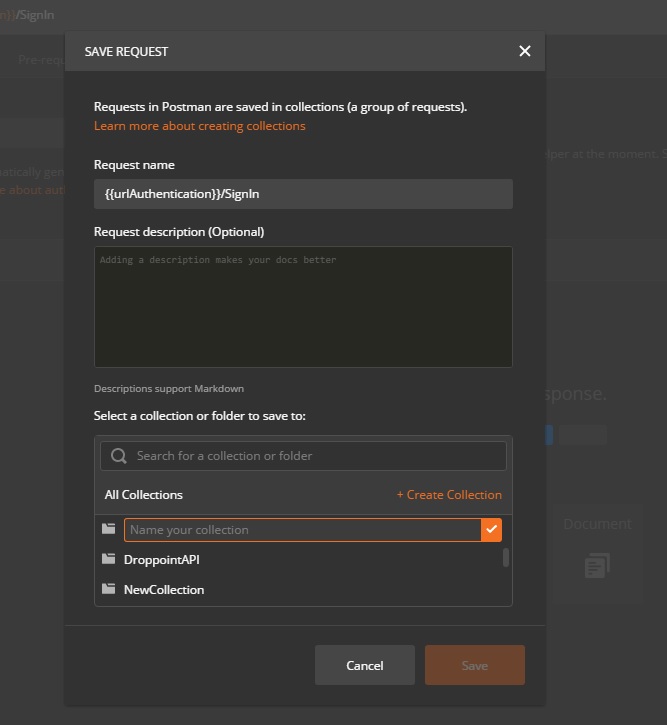 /SignIn
SAVE REQUEST
Pre-requ
Requests in Postman are saved in collections (a group of requests).
Learn more about creating collections
elper at the moment. S
Request name
matically gen
e about aut
{{urlAuthentication}}/SignIn
Request description (Optional)
Adding a description makes your docs better
Descriptions support Markdown
sponse.
Select a collection or folder to save to:
Search for a collection or folder
All Collections
+ Create Collection
Name your collection
Document
DroppointAPI
NewCollection
Cancel
Save